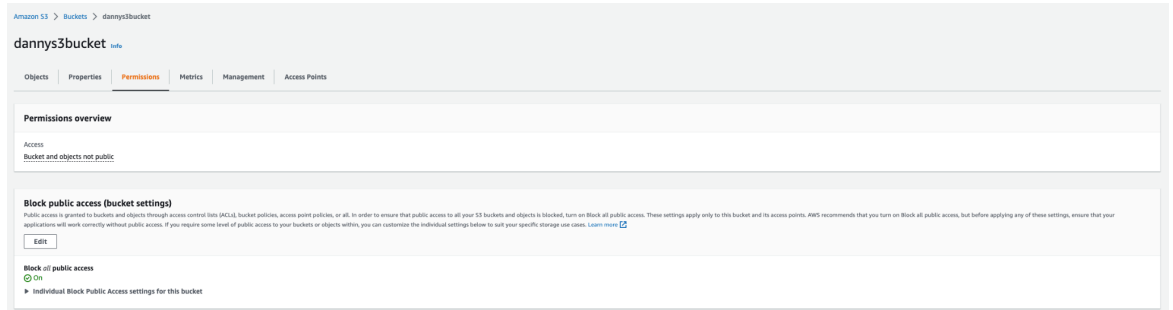 Amazon S3 > Buckets > dannys3bucket
dannys3bucket Info
Objects Properties Permissions Metrics Management Access Points
Permissions overview
Access
Bucket and objects not public
Block public access (bucket settings)
Public access is granted to buckets and objects through access control lists (ACLs), bucket policies, access point policies, or all. In order to ensure that public access to all your S3 buckets and objects is blocked, turn on Block all public access. These settings apply only to this bucket and its access points. AWS recommends that you turn on Block all public access, but before applying any of these settings, ensure that your
applications will work correctly without public access. If you require some level of public access to your buckets or objects within, you can customize the individual settings below to suit your specific storage use cases. Learn more
Edit
Block all public access
On
Individual Block Public Access settings for this bucket